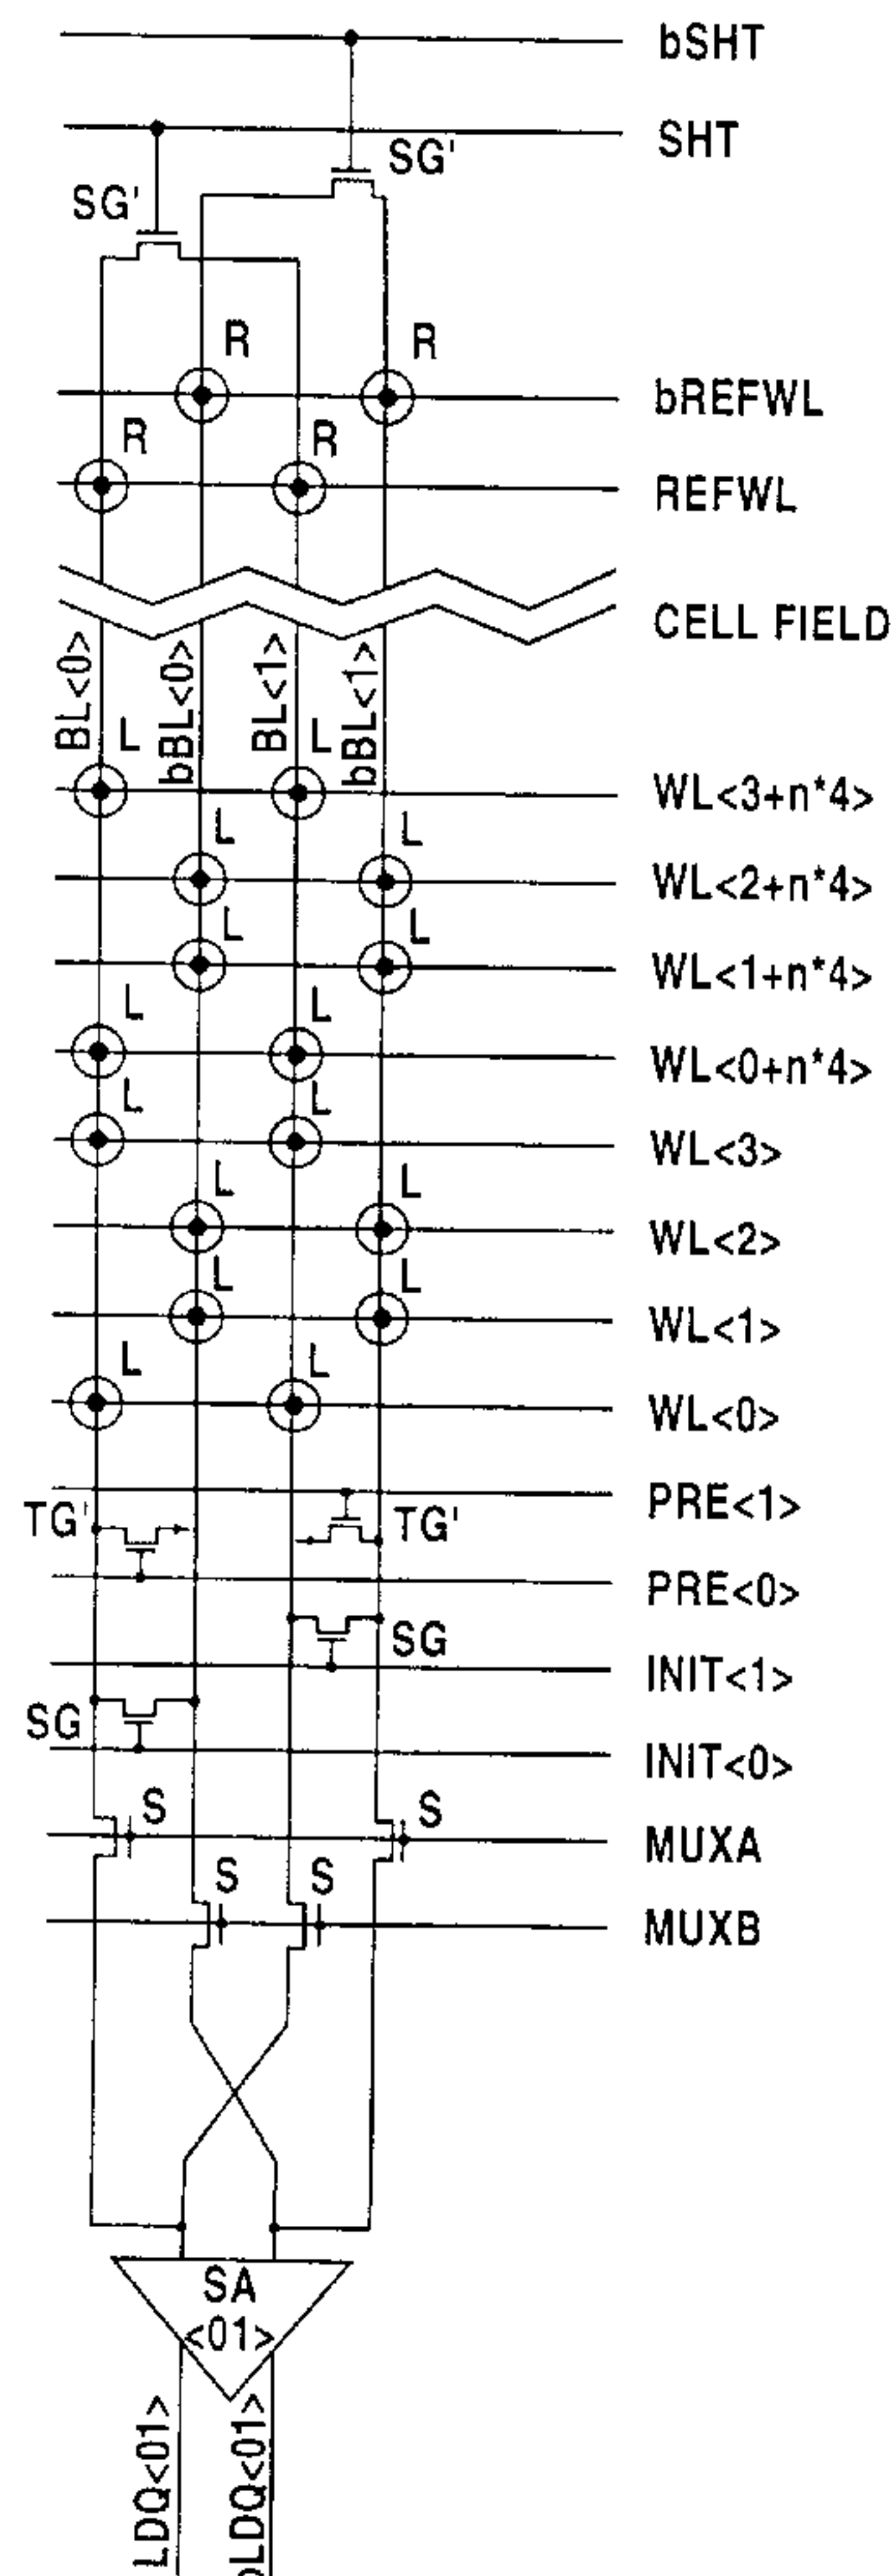 bSHT
SHT
SG'
SG'
R
R
bREFWL
R
R
REFWL
CELL FIELD
BL<0>
bBL<0>
BL<1>
bBL<1>
L
L
WL<3+n*4>
L
L
WL<2+n*4>
L
L
WL<1+n*4>
L
L
WL<0+n*4>
L
L
WL<3>
L
L
WL<2>
L
L
WL<1>
L
L
WL<0>
PRE<1>
TG'
TG'
PRE<0>
SG
INIT<1>
SG
INIT<0>
S
S
MUXA
S
S
MUXB
SA
<01>
LDQ<01>